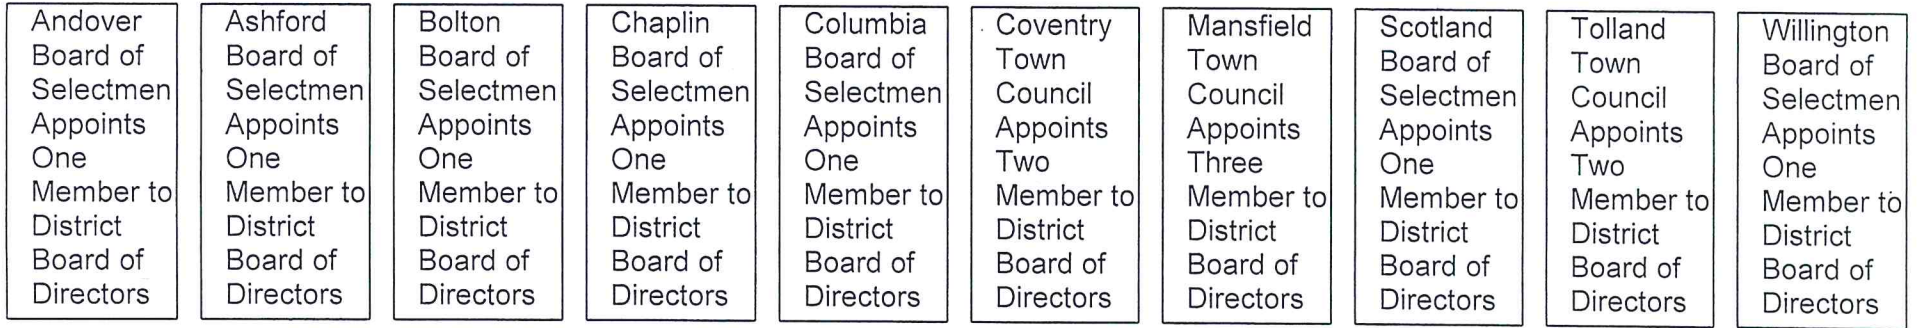 Andover
Board of
Selectmen
Appoints
One
Member to
District
Board of
Directors
Ashford
Board of
Selectmen
Appoints
One
Member to
District
Board of
Directors
Bolton
Board of
Selectmen
Appoints
One
Member to
District
Board of
Directors
Chaplin
Board of
Selectmen
Appoints
One
Member to
District
Board of
Directors
Columbia
Board of
Selectmen
Appoints
One
Member to
District
Board of
Directors
Coventry
Town
Council
Appoints
Two
Member to
District
Board of
Directors
Mansfield
Town
Council
Appoints
Three
Member to
District
Board of
Directors
Scotland
Board of
Selectmen
Appoints
One
Member to
District
Board of
Directors
Tolland
Town
Council
Appoints
Two
Member to
District
Board of
Directors
Willington
Board of
Selectmen
Appoints
One
Member to
District
Board of
Directors